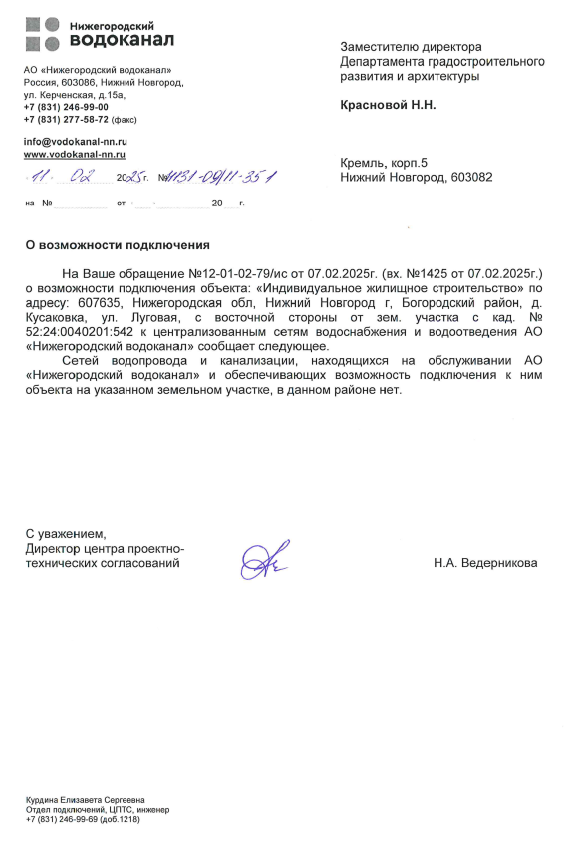 Нижегородский
ВОДОКАНАЛ
АО «Нижегородский водоканал»
Россия, 603086, Нижний Новгород,
ул. Керченская, д.15а,
+7 (831) 246-99-00
+7 (831) 277-58-72 (факс)
info@vodokanal-nn.ru
www.vodokanal-nn.ru
11 02 2025г. №
на № от 20 г.
Заместителю директора
Департамента градостроительного
развития и архитектуры
Красновой Н.Н.
Кремль, корп.5
Нижний Новгород, 603082
О возможности подключения
На Ваше обращение №12-01-02-79/ис от 07.02.2025г. (вх. №1425 от 07.02.2025г.)
о возможности подключения объекта: «Индивидуальное жилищное строительство» по
адресу: 607635, Нижегородская обл, Нижний Новгород г, Богородский район, д.
Кусаковка, ул. Луговая, с восточной стороны от зем. участка с кад. №
52:24:0040201:542 к централизованным сетям водоснабжения и водоотведения АО
«Нижегородский водоканал» сообщает следующее.
Сетей водопровода и канализации, находящихся на обслуживании АО
«Нижегородский водоканал» и обеспечивающих возможность подключения к ним
объекта на указанном земельном участке, в данном районе нет.
С уважением,
Директор центра проектно-
технических согласований
Н.А. Ведерникова
Курдина Елизавета Сергеевна
Отдел подключений, ЦПТС, инженер
+7 (831) 246-99-69 (доб.1218)